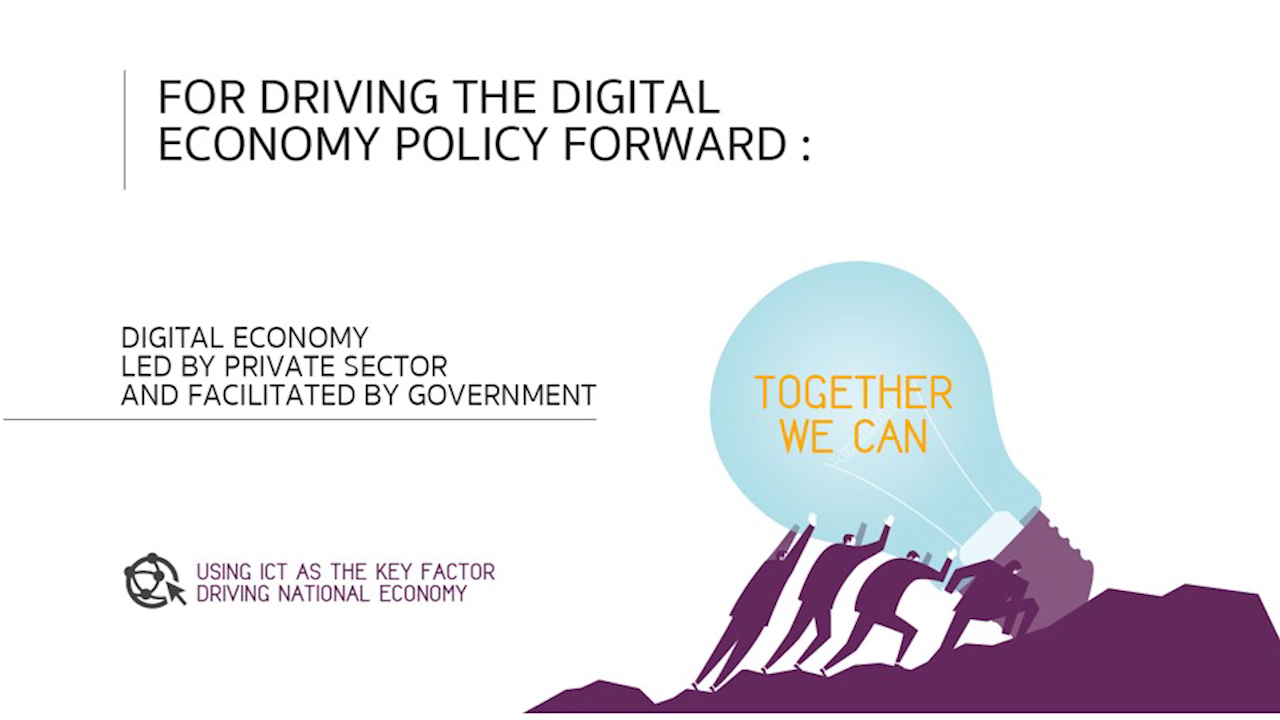 FOR DRIVING THE DIGITAL
ECONOMY POLICY FORWARD :
DIGITAL ECONOMY
LED BY PRIVATE SECTOR
AND FACILITATED BY GOVERNMENT
TOGETHER
WE CAN
USING ICT AS THE KEY FACTOR
DRIVING NATIONAL ECONOMY